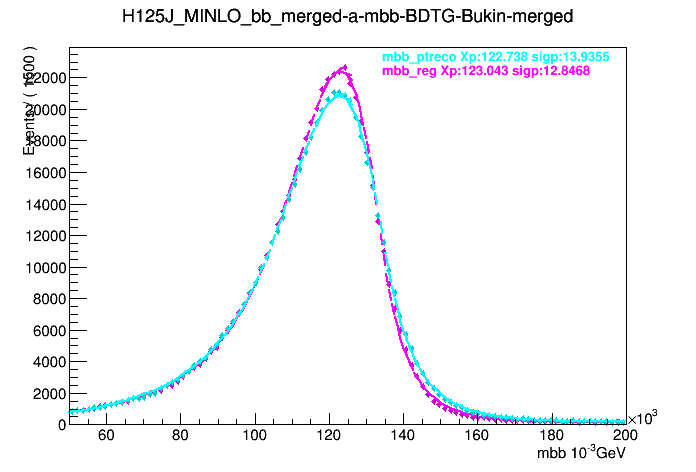 H125J_MINLO_bb_merged-a-mbb-BDTG-Bukin-merged
mbb_ptreco Xp:122.738 sigp:13.9355
mbb_reg Xp:123.043 sigp:12.8468
Events / ( 1500 )
22000
20000
18000
16000
14000
12000
10000
8000
6000
4000
2000
0
60 80 100 120 140 160 180 200
×10³
mbb 10⁻³GeV